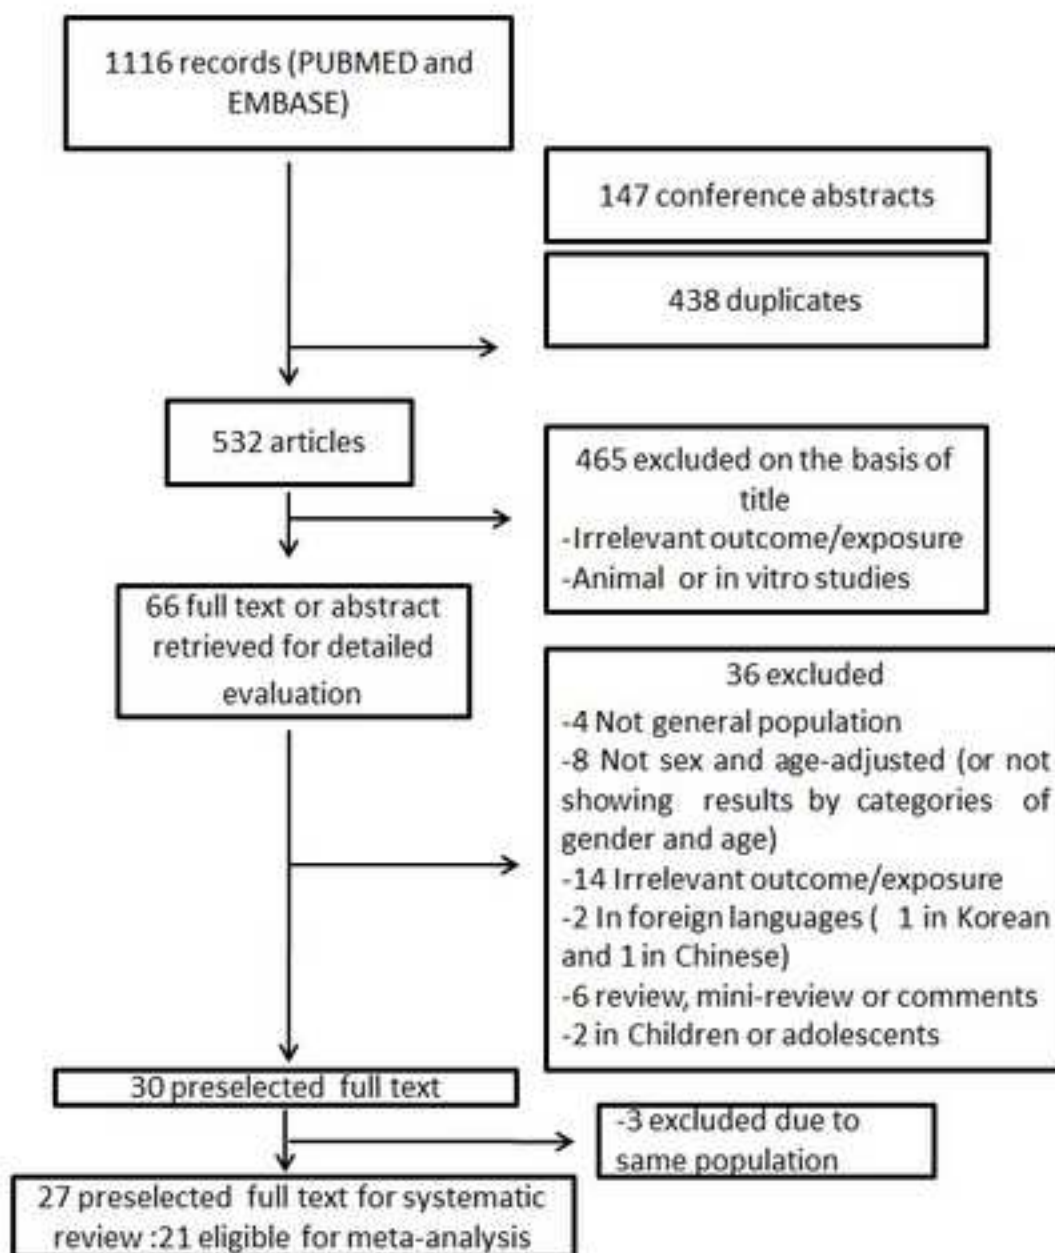 1116 records (PUBMED and
EMBASE)
147 conference abstracts
438 duplicates
532 articles
465 excluded on the basis of
title
-Irrelevant outcome/exposure
-Animal or in vitro studies
66 full text or abstract
retrieved for detailed
evaluation
36 excluded
-4 Not general population
-8 Not sex and age-adjusted (or not
showing results by categories of
gender and age)
-14 Irrelevant outcome/exposure
-2 In foreign languages ( 1 in Korean
and 1 in Chinese)
-6 review, mini-review or comments
-2 in Children or adolescents
30 preselected full text
-3 excluded due to
same population
27 preselected full text for systematic
review :21 eligible for meta-analysis